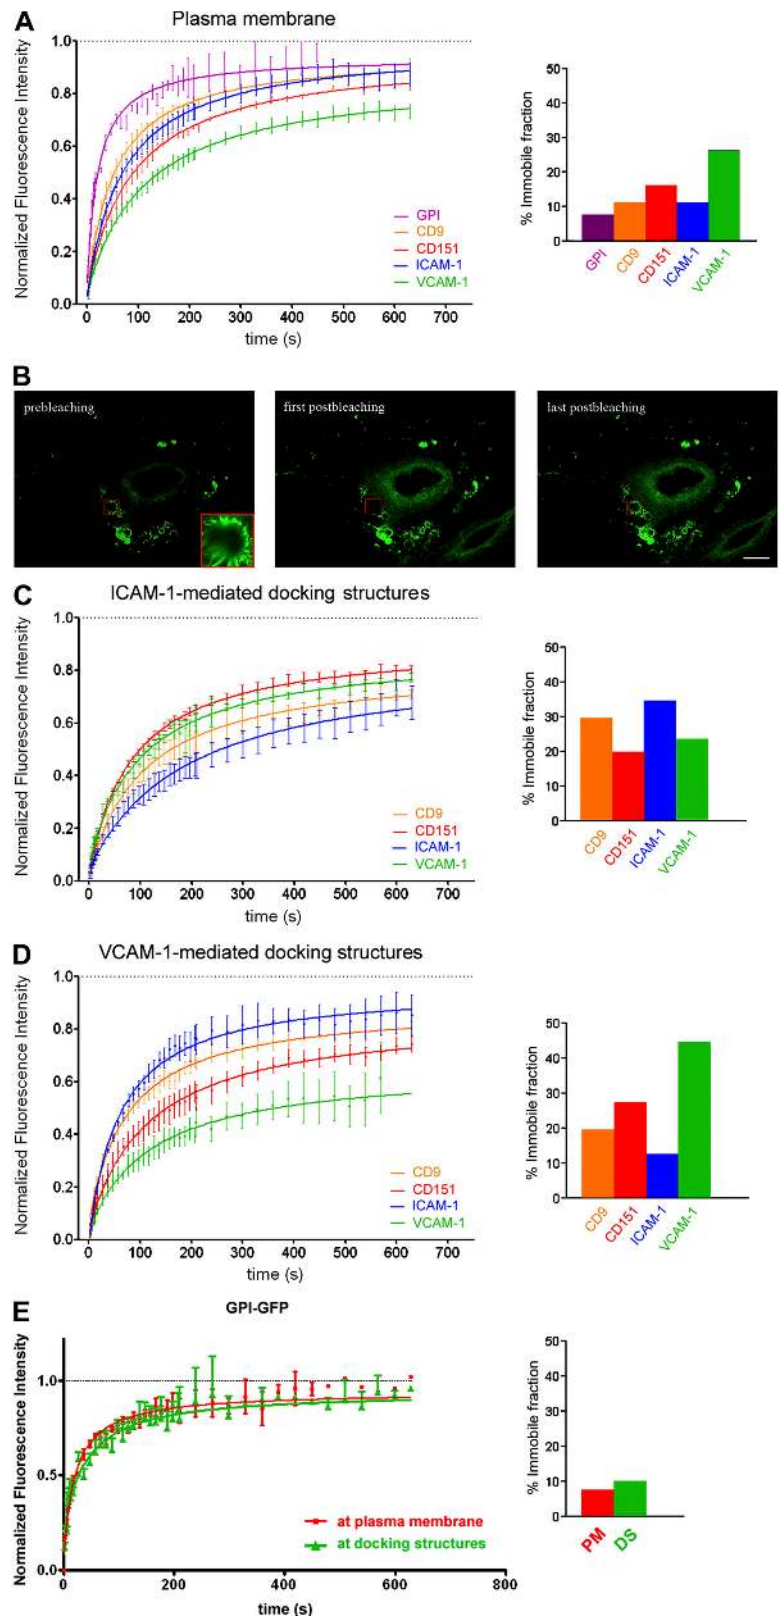 A
Plasma membrane
Normalized Fluorescence Intensity
1.0
0.8
0.6
0.4
0.2
0.0
GPI
CD9
CD151
ICAM-1
VCAM-1
0 100 200 300 400 500 600 700
time (s)
% Immobile fraction
50
40
30
20
10
0
GPI CD9 CD151 ICAM-1 VCAM-1
B
prebleaching
first postbleaching
last postbleaching
C
ICAM-1-mediated docking structures
Normalized Fluorescence Intensity
1.0
0.8
0.6
0.4
0.2
0.0
CD9
CD151
ICAM-1
VCAM-1
0 100 200 300 400 500 600 700
time (s)
% Immobile fraction
50
40
30
20
10
0
CD9 CD151 ICAM-1 VCAM-1
D
VCAM-1-mediated docking structures
Normalized Fluorescence Intensity
1.0
0.8
0.6
0.4
0.2
0.0
CD9
CD151
ICAM-1
VCAM-1
0 100 200 300 400 500 600 700
time (s)
% Immobile fraction
50
40
30
20
10
0
CD9 CD151 ICAM-1 VCAM-1
E
GPI-GFP
Normalized Fluorescence Intensity
1.0
0.5
0.0
at plasma membrane
at docking structures
0 200 400 600 800
time (s)
% Immobile fraction
50
40
30
20
10
0
PM DS